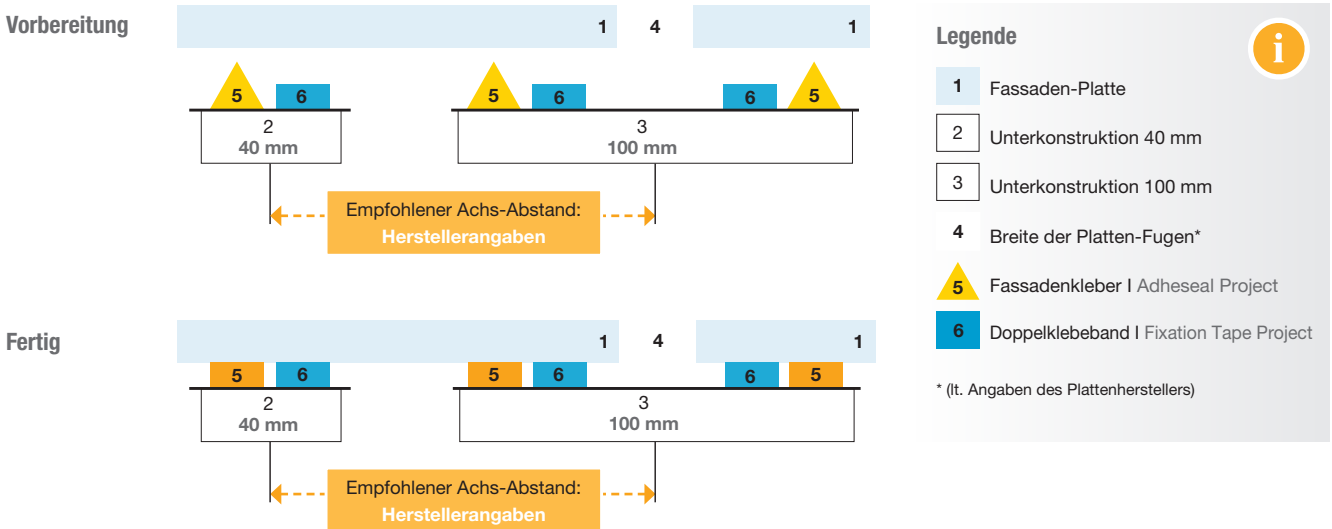 Vorbereitung
1 4 1
5 6 5 6 6 5
2 3
40 mm 100 mm
Empfohlener Achs-Abstand:
Herstellerangaben
Fertig
1 4 1
5 6 5 6 6 5
2 3
40 mm 100 mm
Empfohlener Achs-Abstand:
Herstellerangaben
Legende
i
1 Fassaden-Platte
2 Unterkonstruktion 40 mm
3 Unterkonstruktion 100 mm
4 Breite der Platten-Fugen*
5 Fassadenkleber I Adheseal Project
6 Doppelklebeband I Fixation Tape Project
* (lt. Angaben des Plattenherstellers)